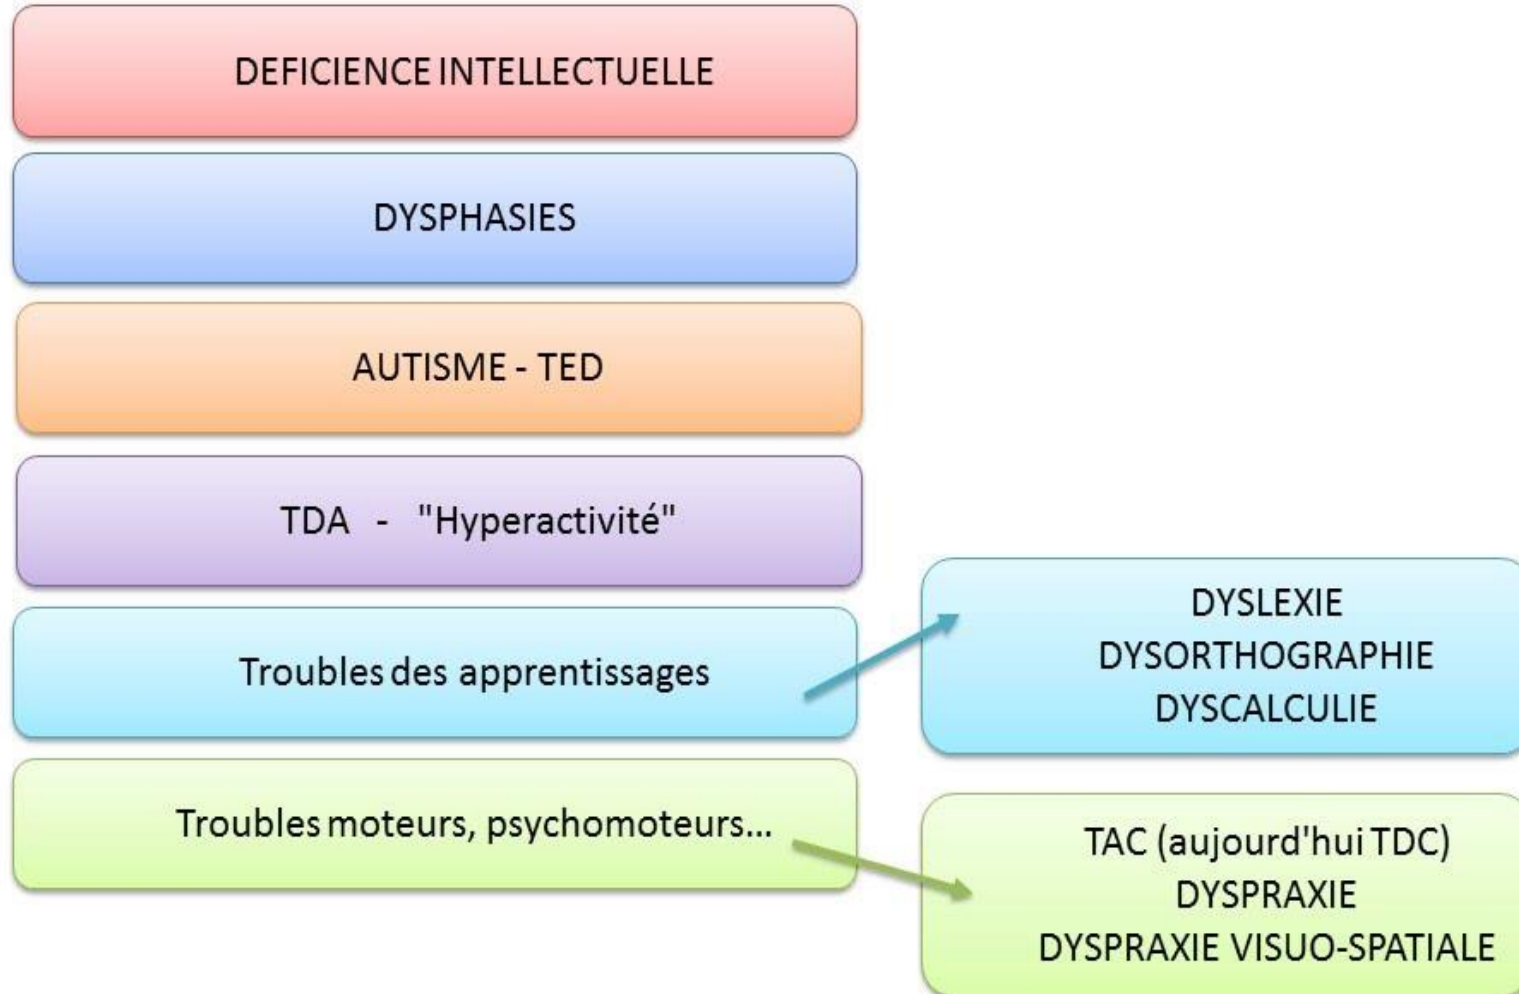 DEFICIENCE INTELLECTUELLE
DYSPHASIES
AUTISME - TED
TDA - "Hyperactivité"
Troubles des apprentissages
DYSLEXIE
DYSORTHOGRAPHIE
DYSCALCULIE
Troubles moteurs, psychomoteurs...
TAC (aujourd'hui TDC)
DYSPRAXIE
DYSPRAXIE VISUO-SPATIALE